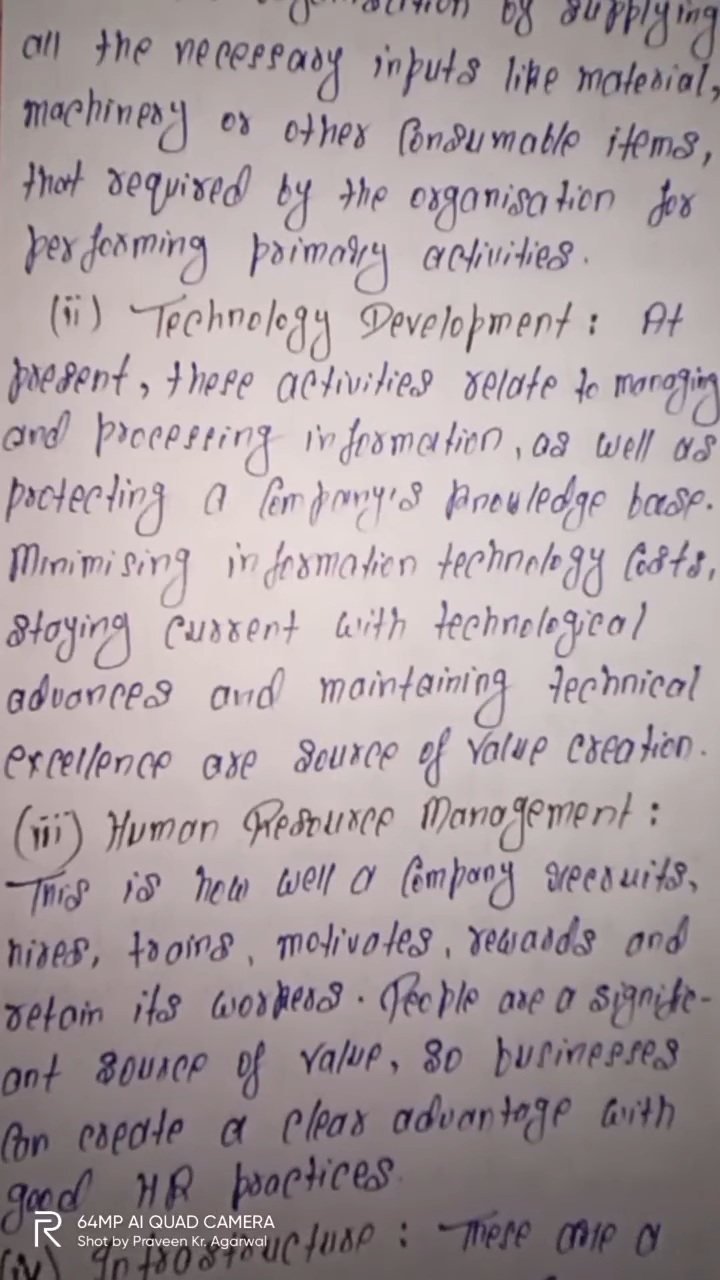 by supplying
all the necessary inputs like material,
machinery or other Consumable items,
that required by the organisation for
performing primary activities.
(ii) Technology Development : At
present, these activities relate to managing
and processing information, as well as
protecting a Company's knowledge base.
Minimising information technology Costs,
staying current with technological
advances and maintaining technical
excellence are source of value creation.
(iii) Human Resource Management :
This is how well a Company recruits,
hires, trains, motivates, rewards and
retain its workers. People are a signific-
ant source of value, so businesses
Can create a clear advantage with
good HR practices.
(iv) Infrastructure : These are a
R
64MP AI QUAD CAMERA
Shot by Praveen Kr. Agarwal